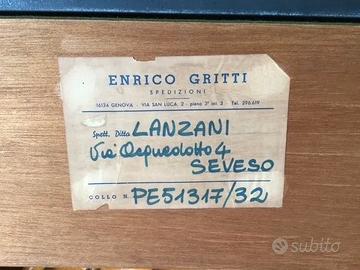 ENRICO GRITTI
SPEDIZIONI
16124 GENOVA - VIA SAN LUCA 2 - piano 3° int. 3 - Tel. 296.619
Spett. Ditta LANZANI
Via Acquedotto 4
SEVESO
COLLO N. PE51317/32
subito